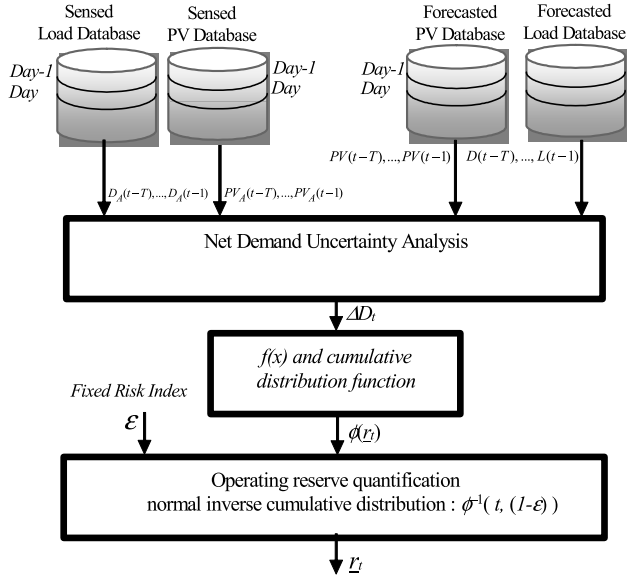 Sensed
Load Database
Sensed
PV Database
Forecasted
PV Database
Forecasted
Load Database
Day-1
Day
Day-1
Day
Day-1
Day
D_A(t−T),...,D_A(t−1)
PV_A(t−T),...,PV_A(t−1)
PV(t−T),...,PV(t−1)
D(t−T),..., L(t−1)
Net Demand Uncertainty Analysis
ΔD_t
f(x) and cumulative
distribution function
Fixed Risk Index
ε
ϕ(r_t)
Operating reserve quantification
normal inverse cumulative distribution : ϕ⁻¹( t, (1-ε) )
r_t